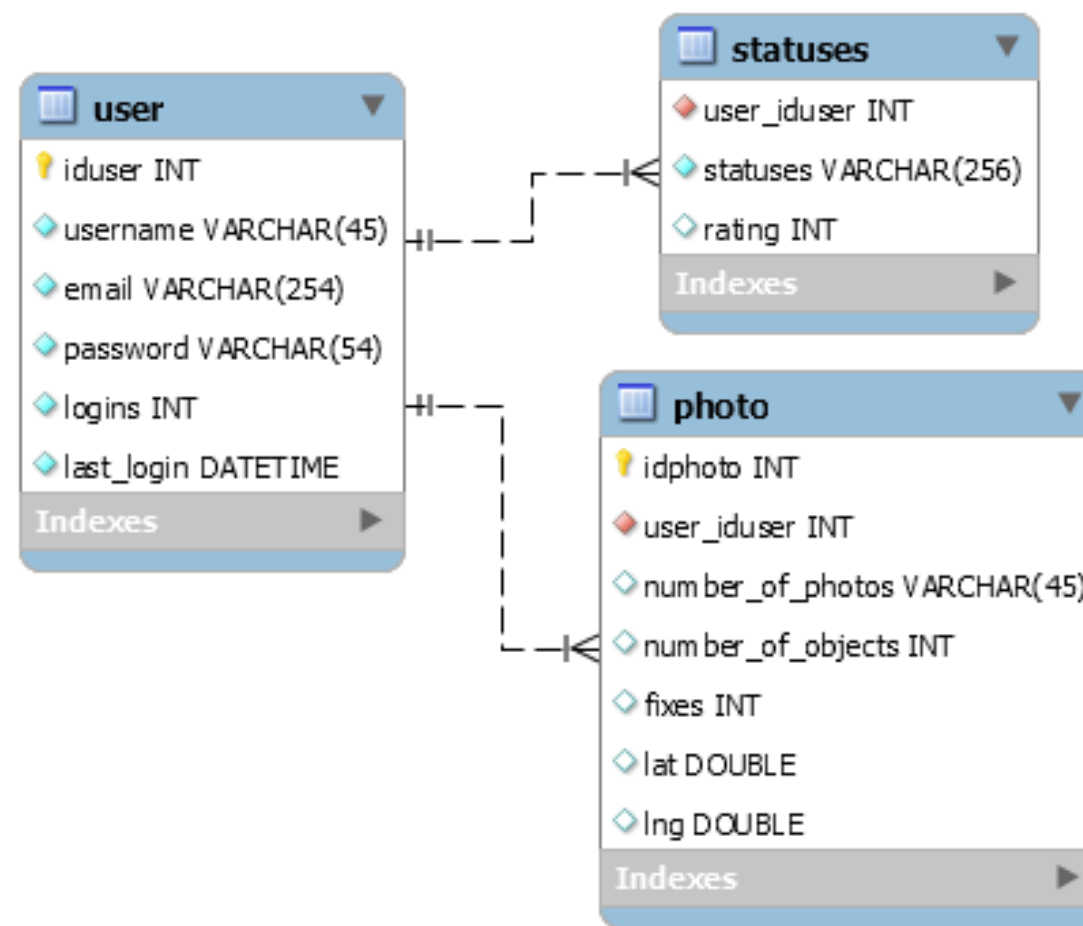 user
iduser INT
username VARCHAR(45)
email VARCHAR(254)
password VARCHAR(54)
logins INT
last_login DATETIME
Indexes
statuses
user_iduser INT
statuses VARCHAR(256)
rating INT
Indexes
photo
idphoto INT
user_iduser INT
number_of_photos VARCHAR(45)
number_of_objects INT
fixes INT
lat DOUBLE
lng DOUBLE
Indexes